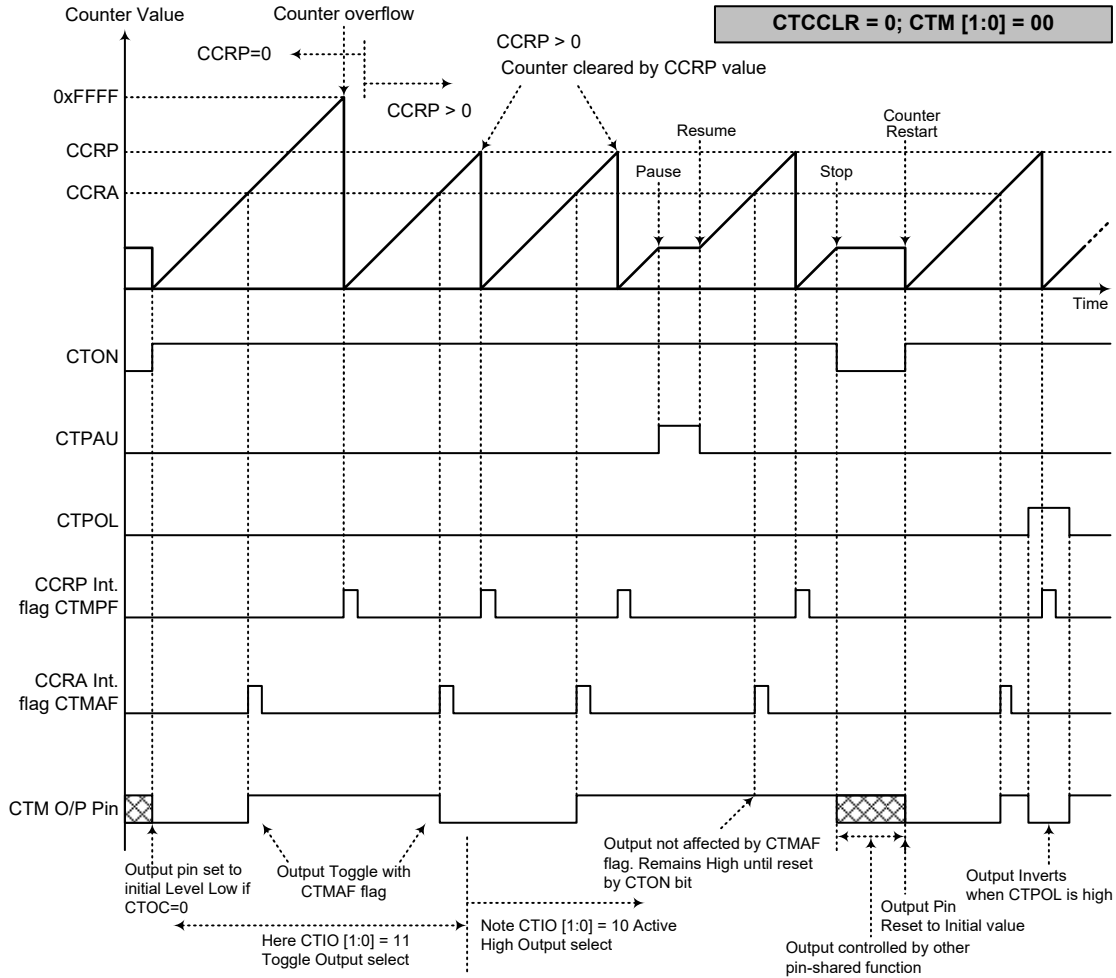 Counter Value
Counter overflow
CTCCLR = 0; CTM [1:0] = 00
CCRP=0
CCRP > 0
Counter cleared by CCRP value
0xFFFF
CCRP > 0
Resume
Counter
Restart
CCRP
Pause
Stop
CCRA
Time
CTON
CTPAU
CTPOL
CCRP Int.
flag CTMPF
CCRA Int.
flag CTMAF
CTM O/P Pin
Output pin set to
initial Level Low if
CTOC=0
Output Toggle with
CTMAF flag
Output not affected by CTMAF
flag. Remains High until reset
by CTON bit
Output Inverts
when CTPOL is high
Output Pin
Reset to Initial value
Here CTIO [1:0] = 11
Toggle Output select
Note CTIO [1:0] = 10 Active
High Output select
Output controlled by other
pin-shared function